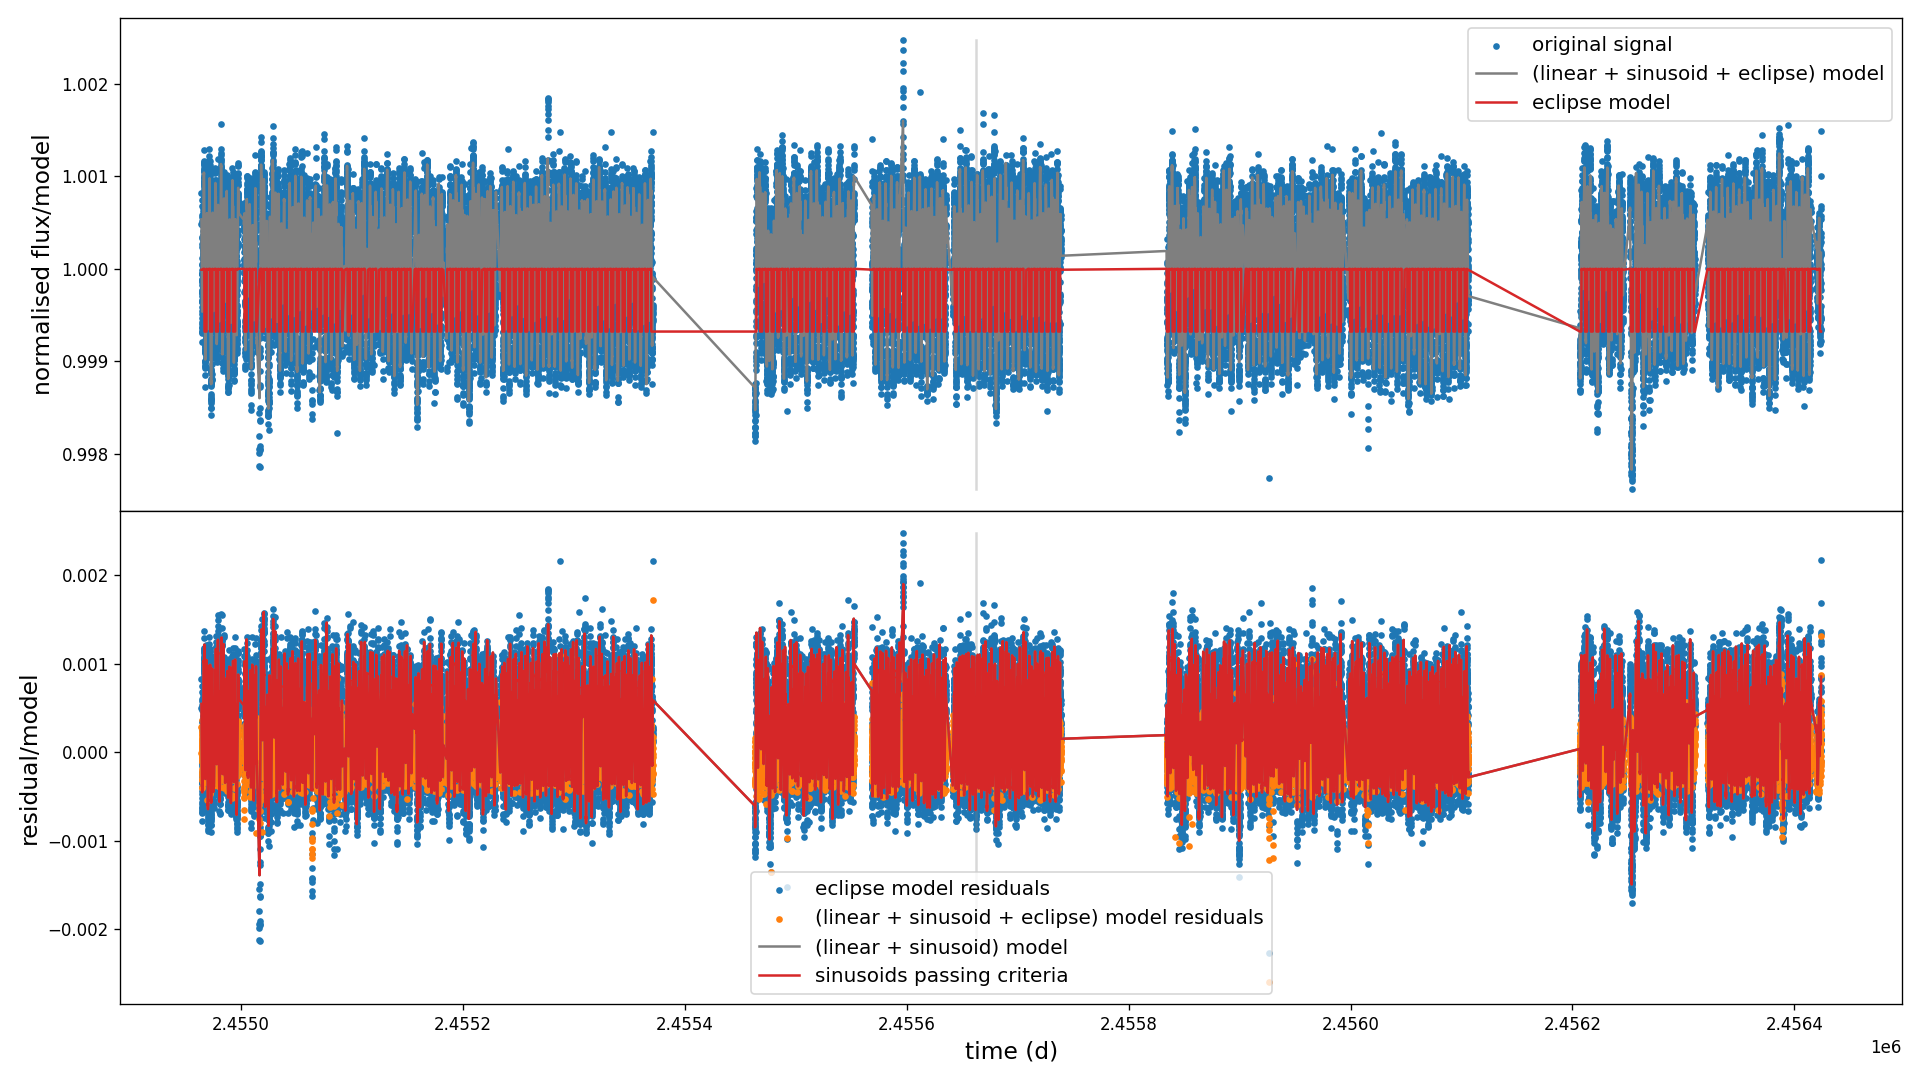 original signal
(linear + sinusoid + eclipse) model
eclipse model
normalised flux/model
1.002
1.001
1.000
0.999
0.998
residual/model
0.002
0.001
0.000
−0.001
−0.002
eclipse model residuals
(linear + sinusoid + eclipse) model residuals
(linear + sinusoid) model
sinusoids passing criteria
2.4550 2.4552 2.4554 2.4556 2.4558 2.4560 2.4562 2.4564
time (d)
1e6